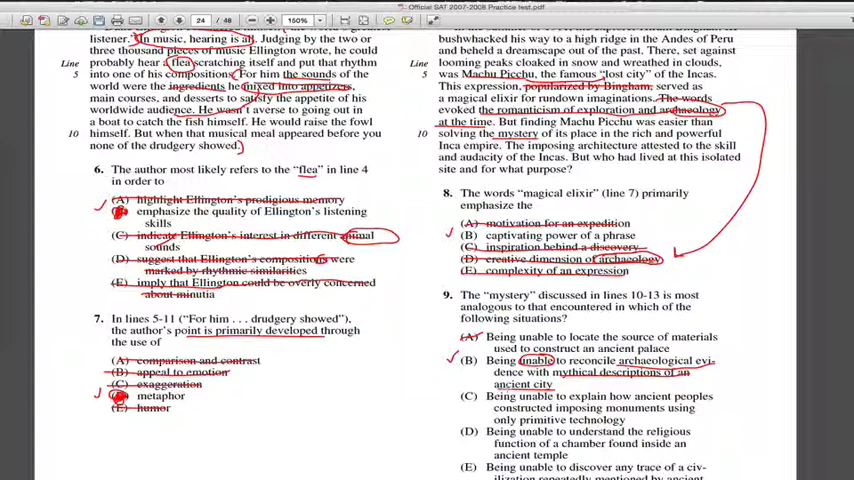 Official SAT 2007-2008 Practice test.pdf
24 / 48
150%
listener. "In music, hearing is all. Judging by the two or
three thousand pieces of music Ellington wrote, he could
probably hear a flea scratching itself and put that rhythm
Line
into one of his compositions. For him the sounds of
5
world were the ingredients he mixed into appetizers,
main courses, and desserts to satisfy the appetite of his
worldwide audience. He wasn't averse to going out in
a boat to catch the fish himself. He would raise the fowl
10
himself. But when that musical meal appeared before you
none of the drudgery showed.
6. The author most likely refers to the "flea" in line 4
in order to
(A) highlight Ellington's prodigious memory
emphasize the quality of Ellington's listening
skills
(C) indicate Ellington's interest in different animal
sounds
(D) suggest that Ellington's compositions were
marked by rhythmic similarities
(E) imply that Ellington could be overly concerned
about minutia
7. In lines 5-11 ("For him . . . drudgery showed"),
the author's point is primarily developed through
the use of
(A) comparison and contrast
(B) appeal to emotion
(C) exaggeration
metaphor
(E) humor
bushwhacked his way to a high ridge in the Andes of Peru
and beheld a dreamscape out of the past. There, set against
Line
looming peaks cloaked in snow and wreathed in clouds,
5
was Machu Picchu, the famous "lost city" of the Incas.
This expression, popularized by Bingham, served as
a magical elixir for rundown imaginations. The words
evoked the romanticism of exploration and archaeology
at the time. But finding Machu Picchu was easier than
10
solving the mystery of its place in the rich and powerful
Inca empire. The imposing architecture attested to the skill
and audacity of the Incas. But who had lived at this isolated
site and for what purpose?
8. The words "magical elixir" (line 7) primarily
emphasize the
(A) motivation for an expedition
(B) captivating power of a phrase
(C) inspiration behind a discovery
(D) creative dimension of archaeology
(E) complexity of an expression
9. The "mystery" discussed in lines 10-13 is most
analogous to that encountered in which of the
following situations?
(A) Being unable to locate the source of materials
used to construct an ancient palace
(B) Being unable to reconcile archaeological evi-
dence with mythical descriptions of an
ancient city
(C) Being unable to explain how ancient peoples
constructed imposing monuments using
only primitive technology
(D) Being unable to understand the religious
function of a chamber found inside an
ancient temple
(E) Being unable to discover any trace of a civ-
ilization repeatedly mentioned by ancient